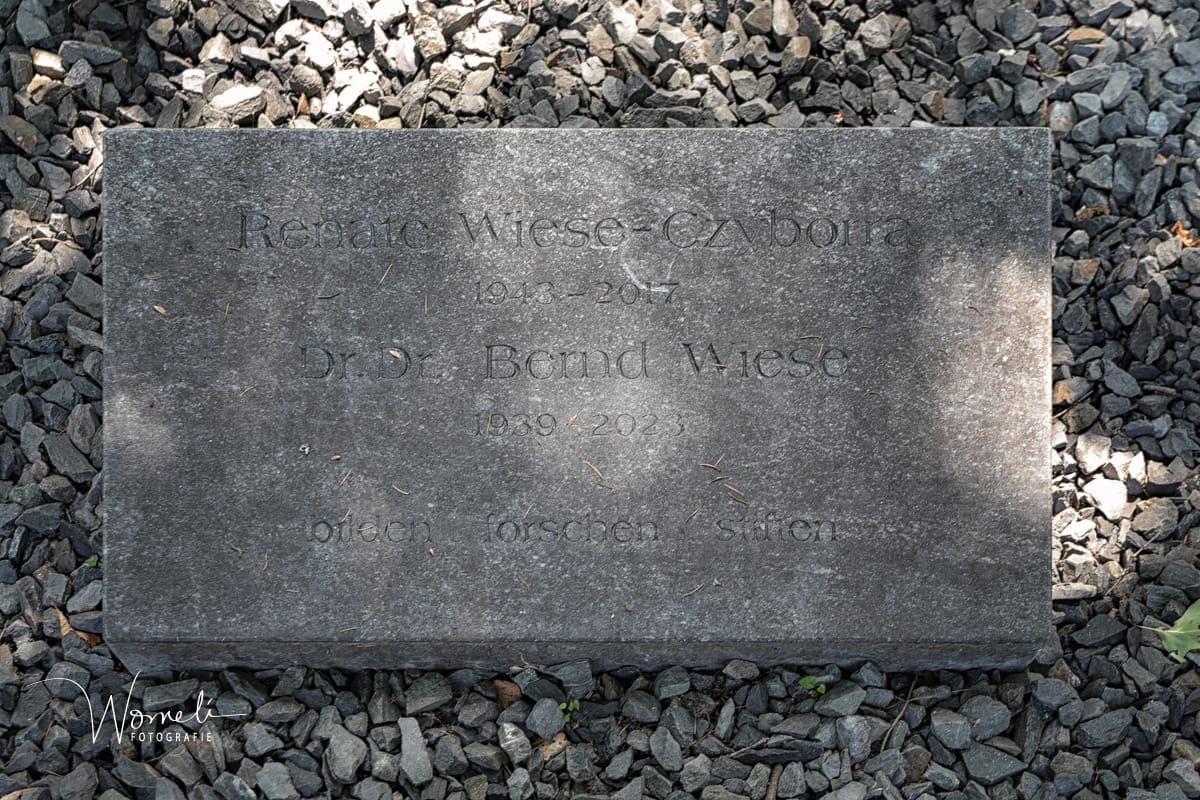 Renate Wiese-Czyborra
1943 - 2017
Dr. Dr. Bernd Wiese
1939 - 2023
bilden forschen stiften
Worneli
FOTOGRAFIE